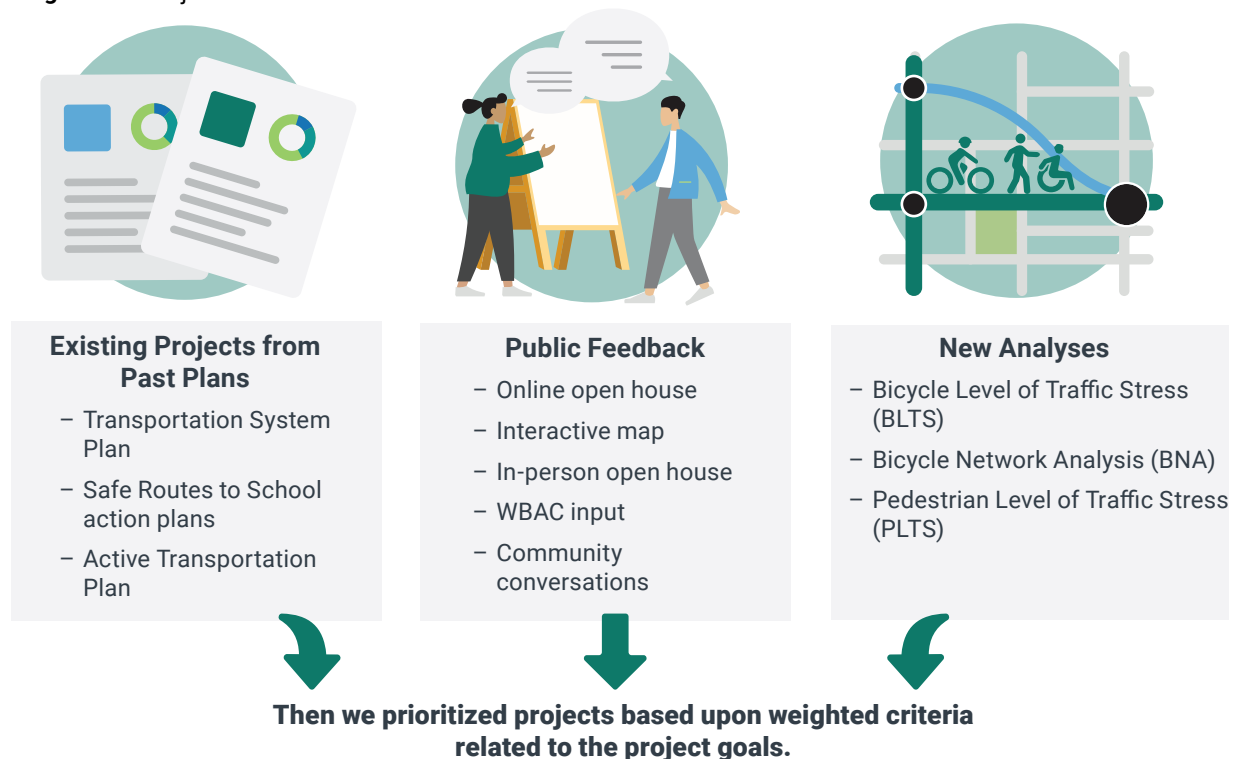 Existing Projects from
Past Plans
– Transportation System
Plan
– Safe Routes to School
action plans
– Active Transportation
Plan
Public Feedback
– Online open house
– Interactive map
– In-person open house
– WBAC input
– Community
conversations
New Analyses
– Bicycle Level of Traffic Stress
(BLTS)
– Bicycle Network Analysis (BNA)
– Pedestrian Level of Traffic Stress
(PLTS)
Then we prioritized projects based upon weighted criteria
related to the project goals.